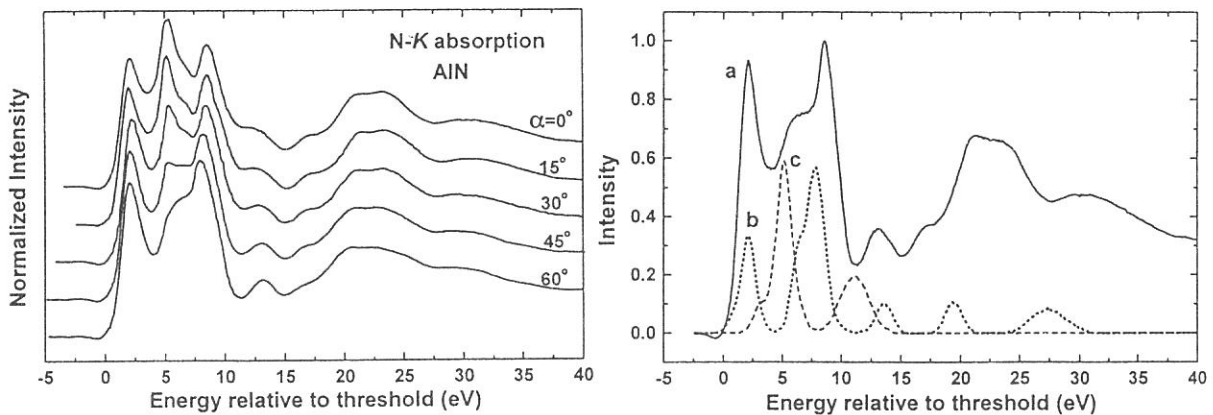 N-K absorption
AlN
α=0°
15°
30°
45°
60°
Normalized Intensity
-5 0 5 10 15 20 25 30 35 40
Energy relative to threshold (eV)
1.0
0.8
0.6
0.4
0.2
0.0
Intensity
a
b
c
-5 0 5 10 15 20 25 30 35 40
Energy relative to threshold (eV)